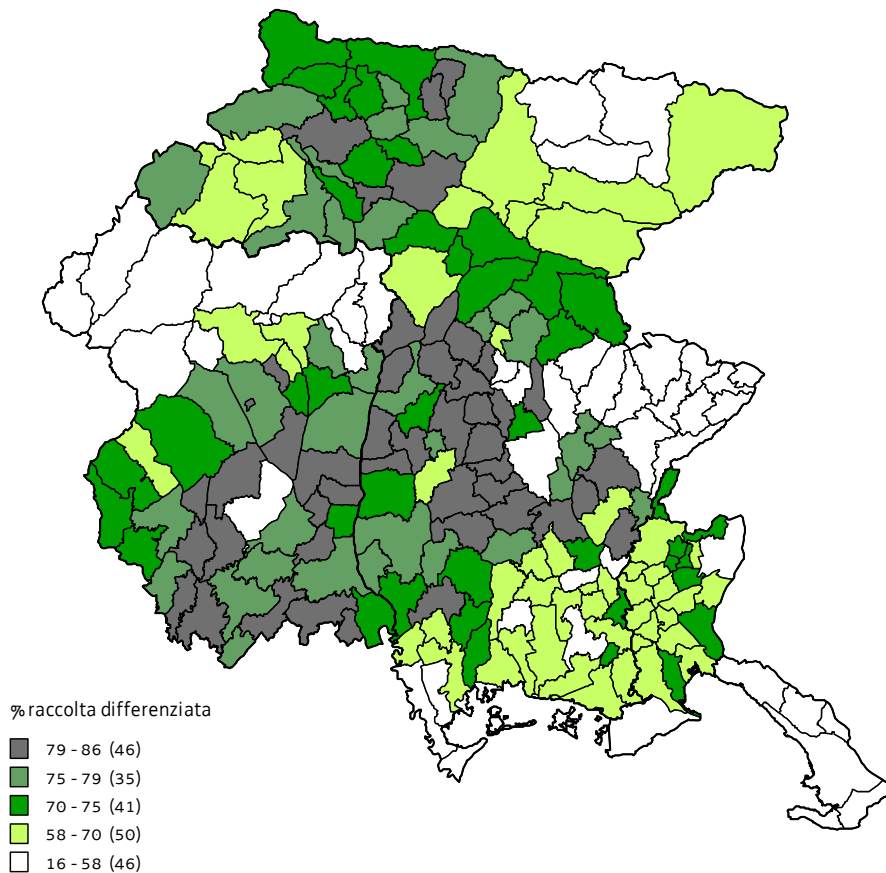 % raccolta differenziata
79 - 86 (46)
75 - 79 (35)
70 - 75 (41)
58 - 70 (50)
16 - 58 (46)